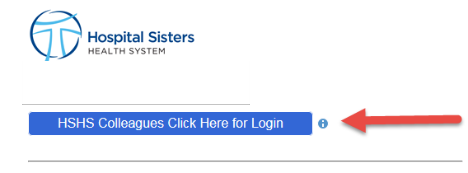 Hospital Sisters
HEALTH SYSTEM
HSHS Colleagues Click Here for Login